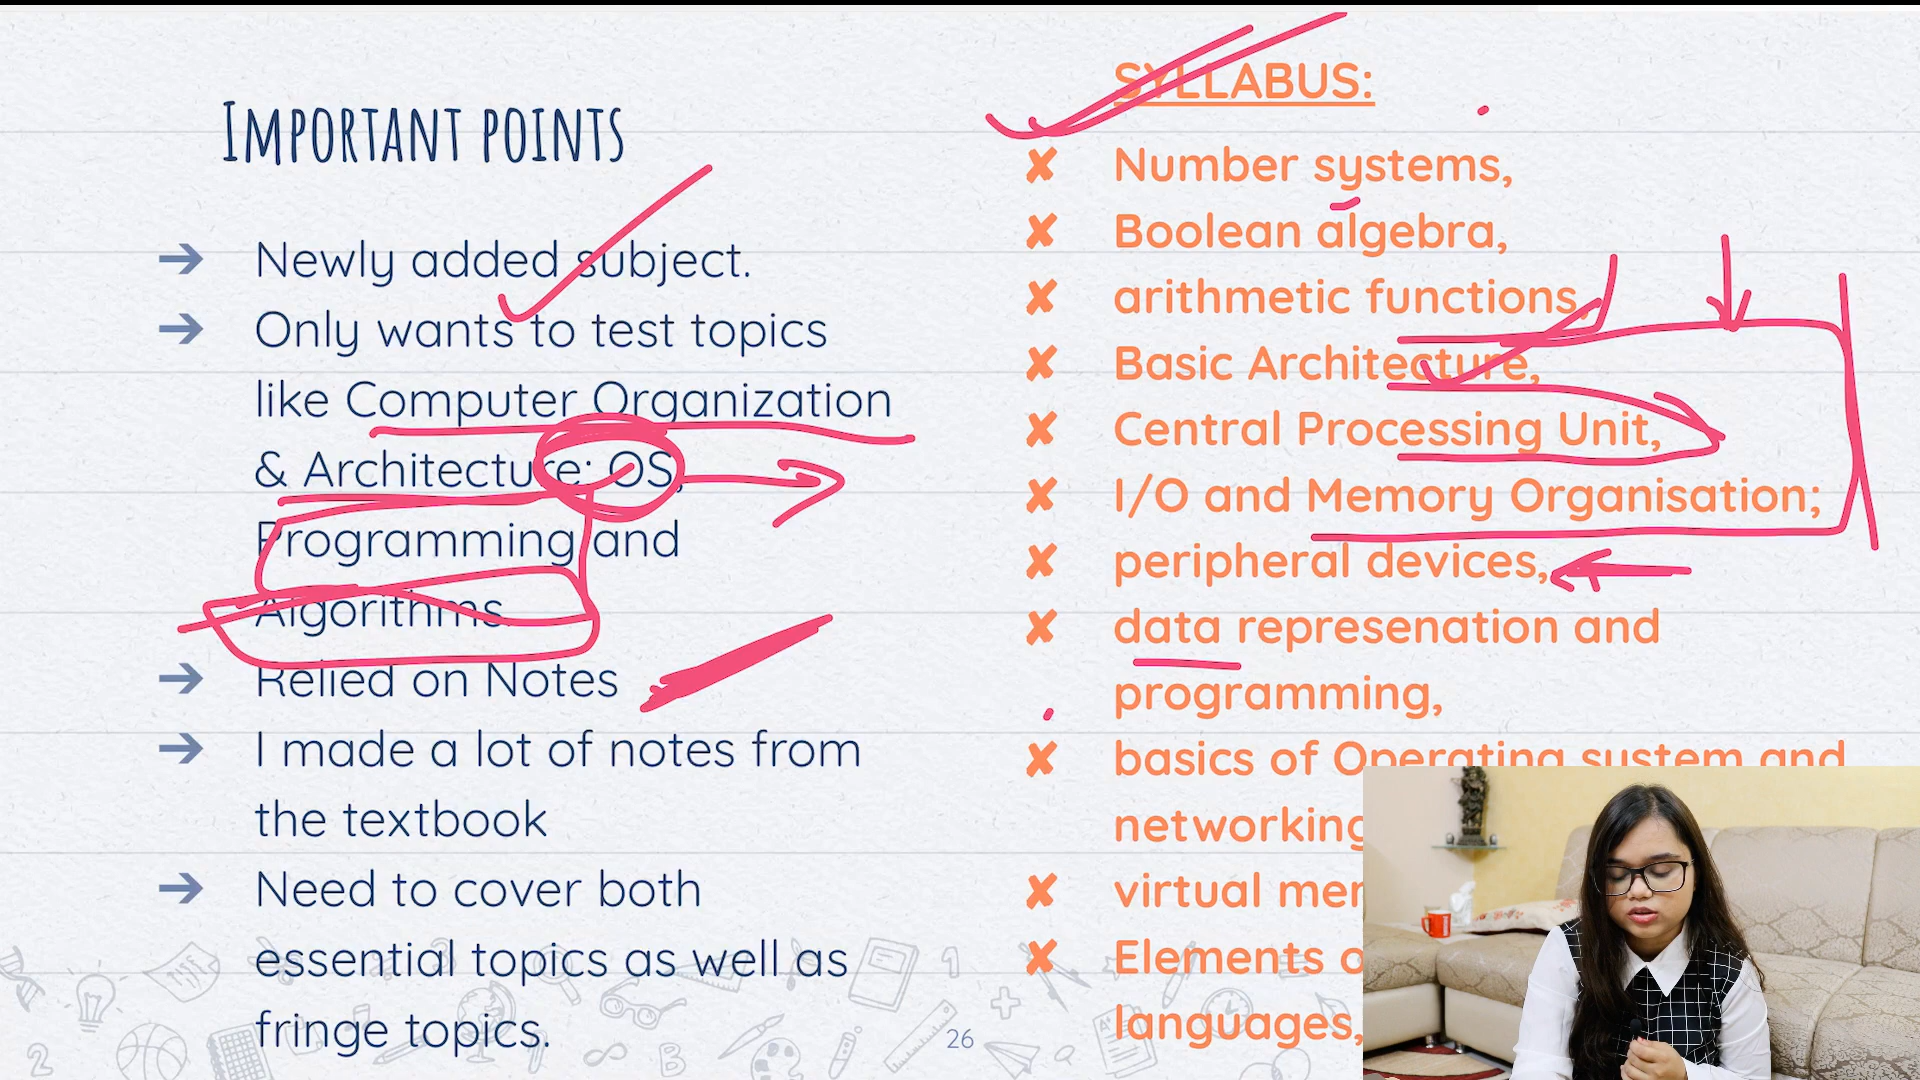 IMPORTANT POINTS
➔ Newly added subject.
➔ Only wants to test topics
like Computer Organization
& Architecture; OS,
Programming and
Algorithms.
➔ Relied on Notes
➔ I made a lot of notes from
the textbook
➔ Need to cover both
essential topics as well as
fringe topics.
SYLLABUS:
✘ Number systems,
✘ Boolean algebra,
✘ arithmetic functions,
✘ Basic Architecture,
✘ Central Processing Unit,
✘ I/O and Memory Organisation;
✘ peripheral devices,
✘ data represenation and
programming,
✘ basics of Operating system and
networking
✘ virtual
✘ Elements
languages,
26